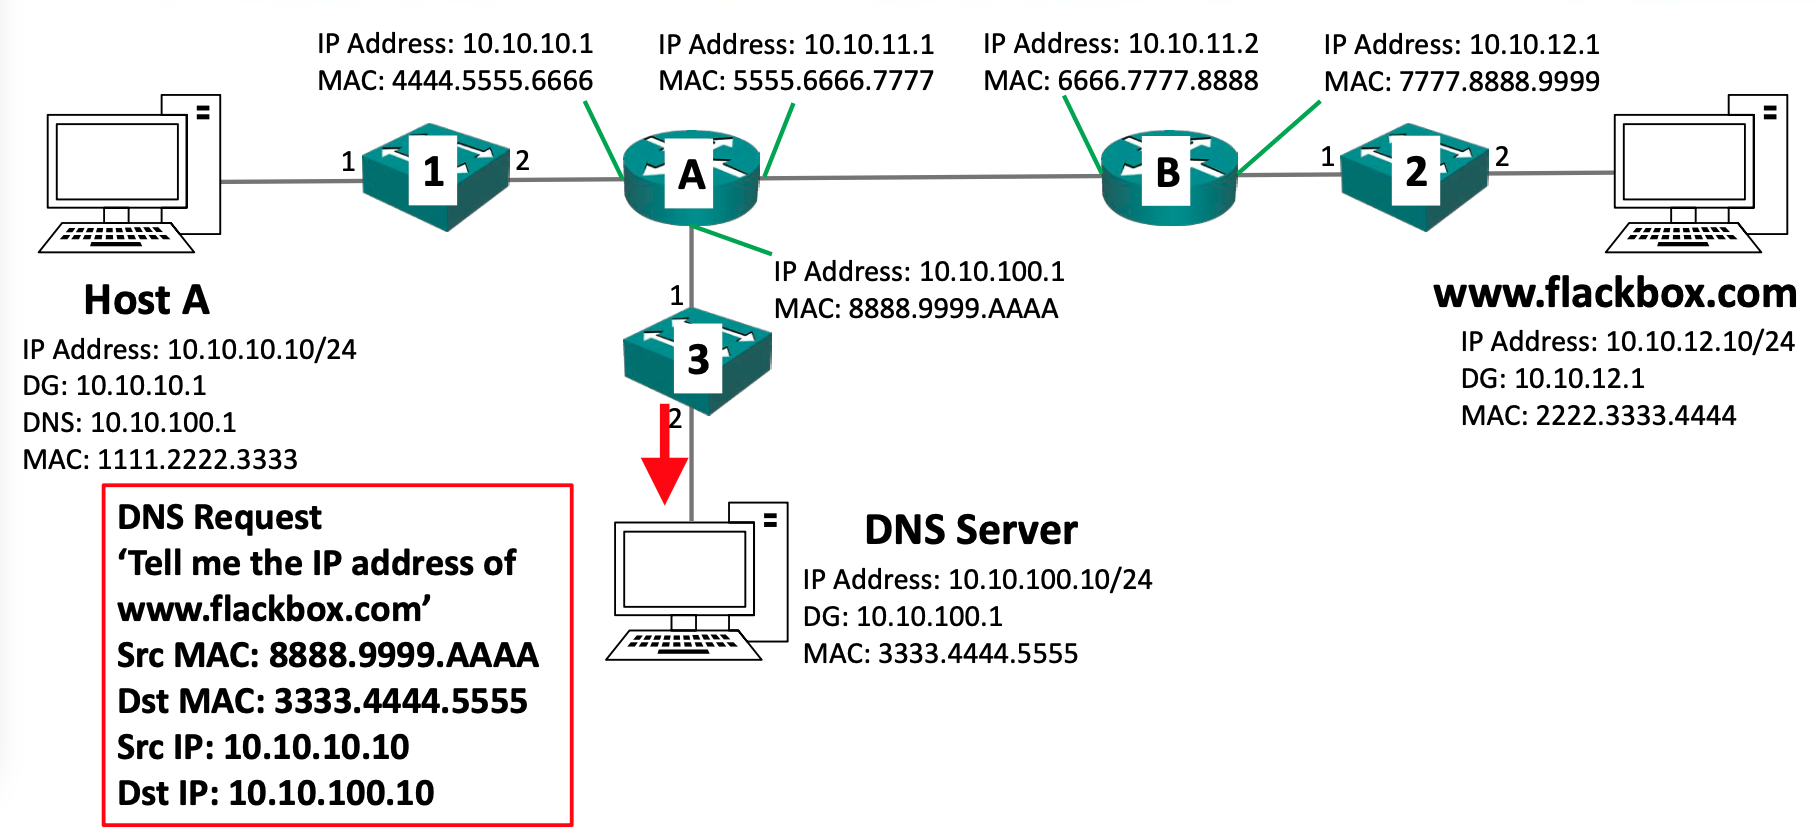 IP Address: 10.10.10.1
MAC: 4444.5555.6666
IP Address: 10.10.11.1
MAC: 5555.6666.7777
IP Address: 10.10.11.2
MAC: 6666.7777.8888
IP Address: 10.10.12.1
MAC: 7777.8888.9999
1
1
2
A
B
1
2
2
Host A
IP Address: 10.10.10.10/24
DG: 10.10.10.1
DNS: 10.10.100.1
MAC: 1111.2222.3333
IP Address: 10.10.100.1
MAC: 8888.9999.AAAA
1
3
2
www.flackbox.com
IP Address: 10.10.12.10/24
DG: 10.10.12.1
MAC: 2222.3333.4444
DNS Request
‘Tell me the IP address of
www.flackbox.com’
Src MAC: 8888.9999.AAAA
Dst MAC: 3333.4444.5555
Src IP: 10.10.10.10
Dst IP: 10.10.100.10
DNS Server
IP Address: 10.10.100.10/24
DG: 10.10.100.1
MAC: 3333.4444.5555